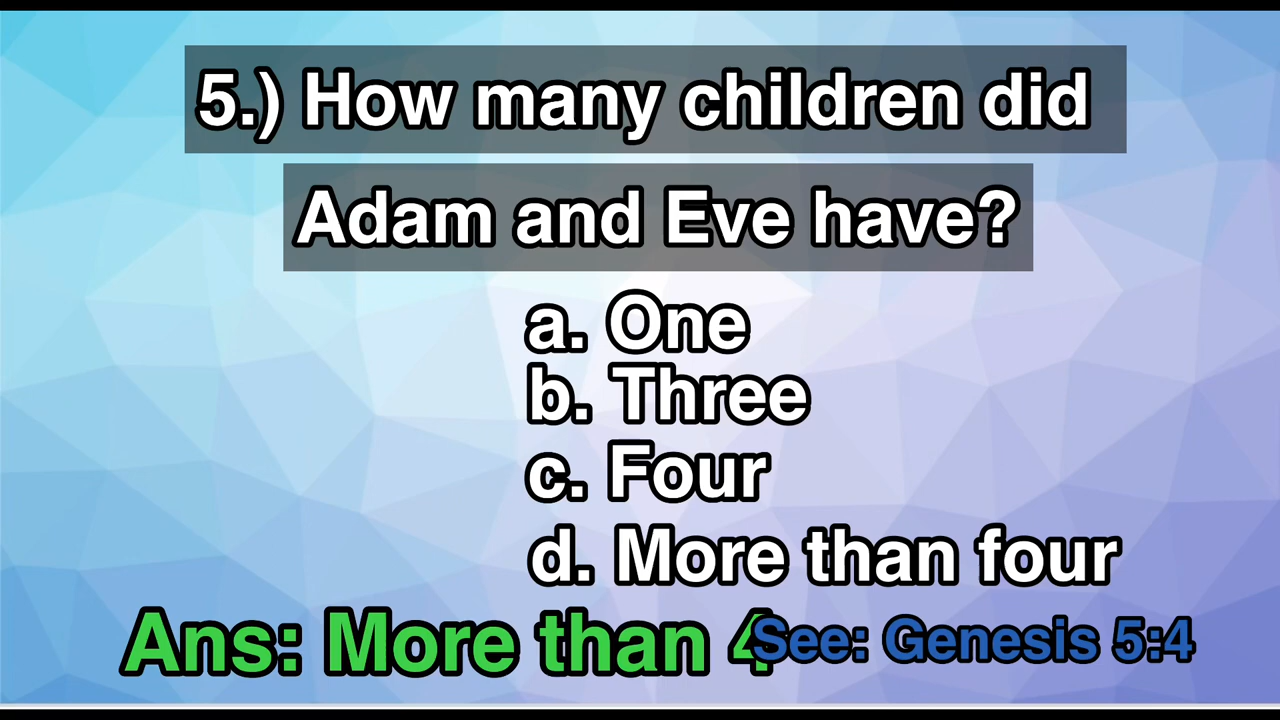 5.) How many children did
Adam and Eve have?
a. One
b. Three
c. Four
d. More than four
Ans: More than 4 See: Genesis 5:4